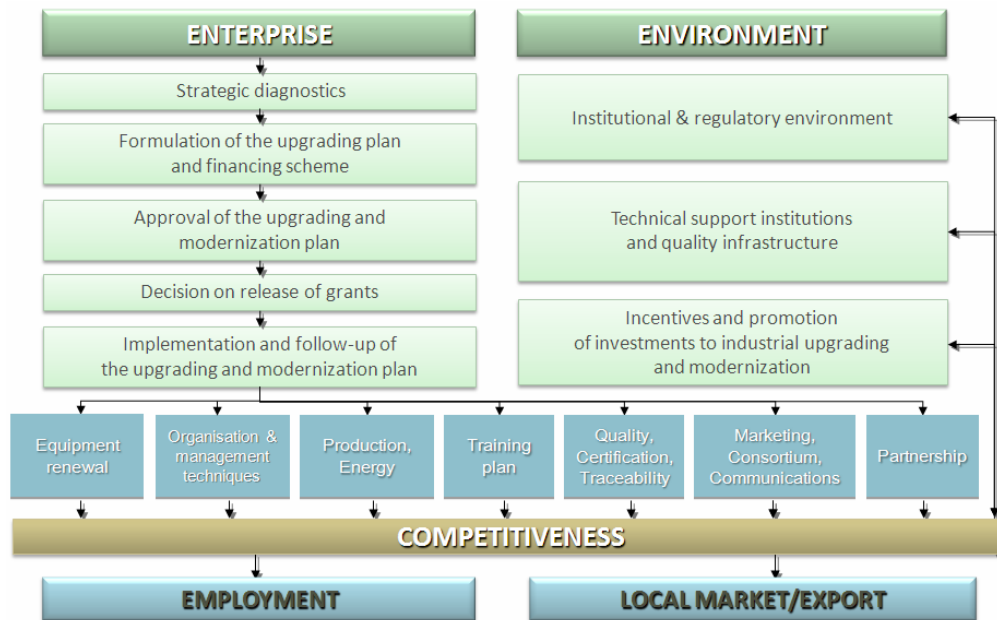 ENTERPRISE
Strategic diagnostics
Formulation of the upgrading plan
and financing scheme
Approval of the upgrading and
modernization plan
Decision on release of grants
Implementation and follow-up of
the upgrading and modernization plan
ENVIRONMENT
Institutional & regulatory environment
Technical support institutions
and quality infrastructure
Incentives and promotion
of investments to industrial upgrading
and modernization
Equipment
renewal
Organisation &
management
techniques
Production,
Energy
Training
plan
Quality,
Certification,
Traceability
Marketing,
Consortium,
Communications
Partnership
COMPETITIVENESS
EMPLOYMENT
LOCAL MARKET/EXPORT